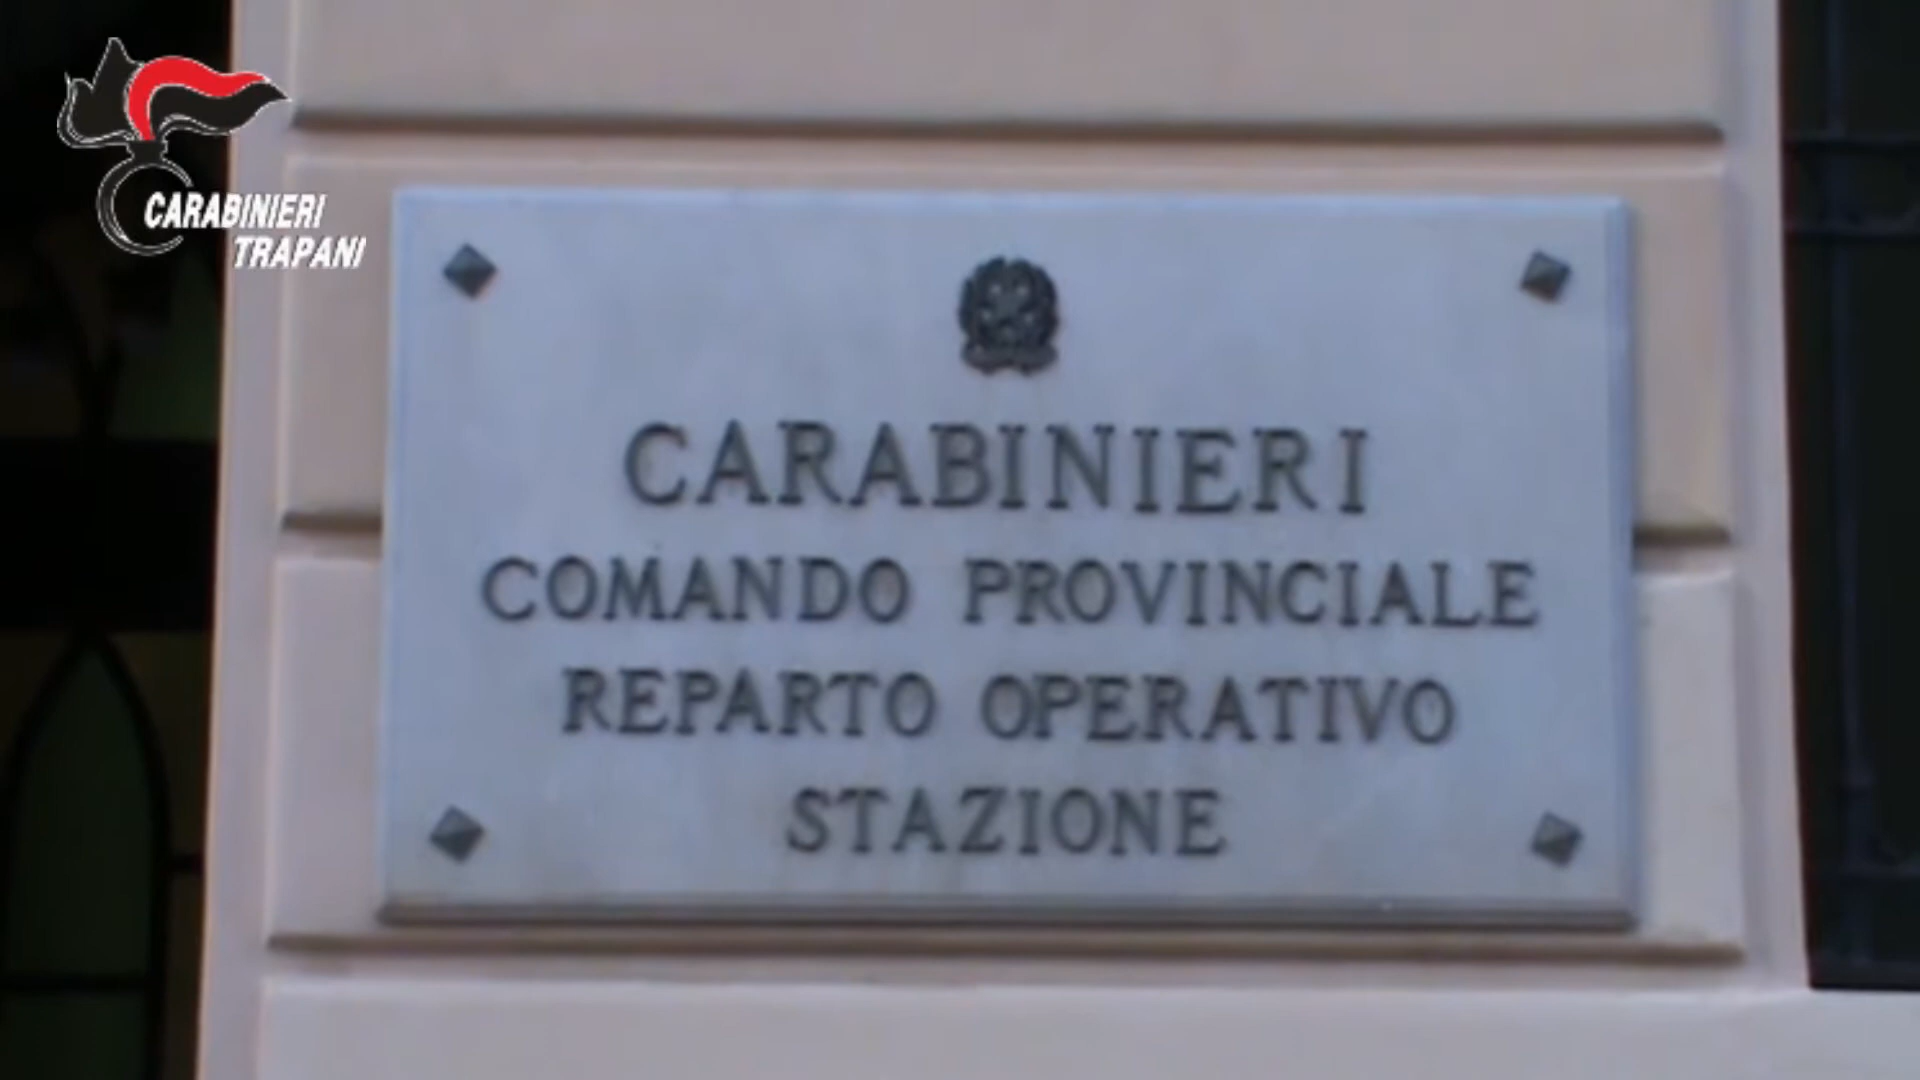 CARABINIERI
TRAPANI
CARABINIERI
COMANDO PROVINCIALE
REPARTO OPERATIVO
STAZIONE